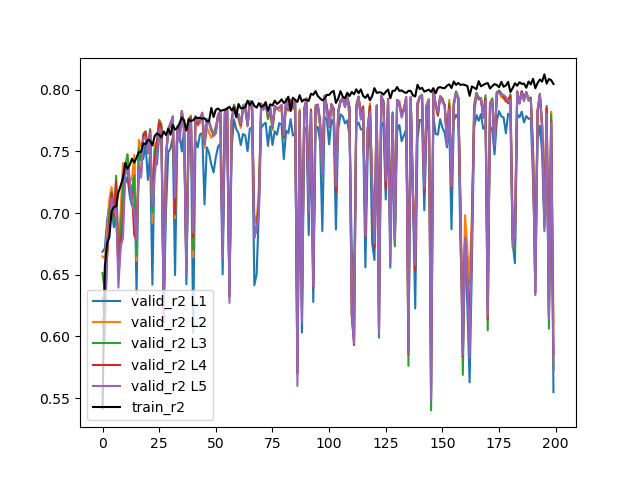 0.80
0.75
0.70
0.65
0.60
0.55
valid_r2 L1
valid_r2 L2
valid_r2 L3
valid_r2 L4
valid_r2 L5
train_r2
0 25 50 75 100 125 150 175 200